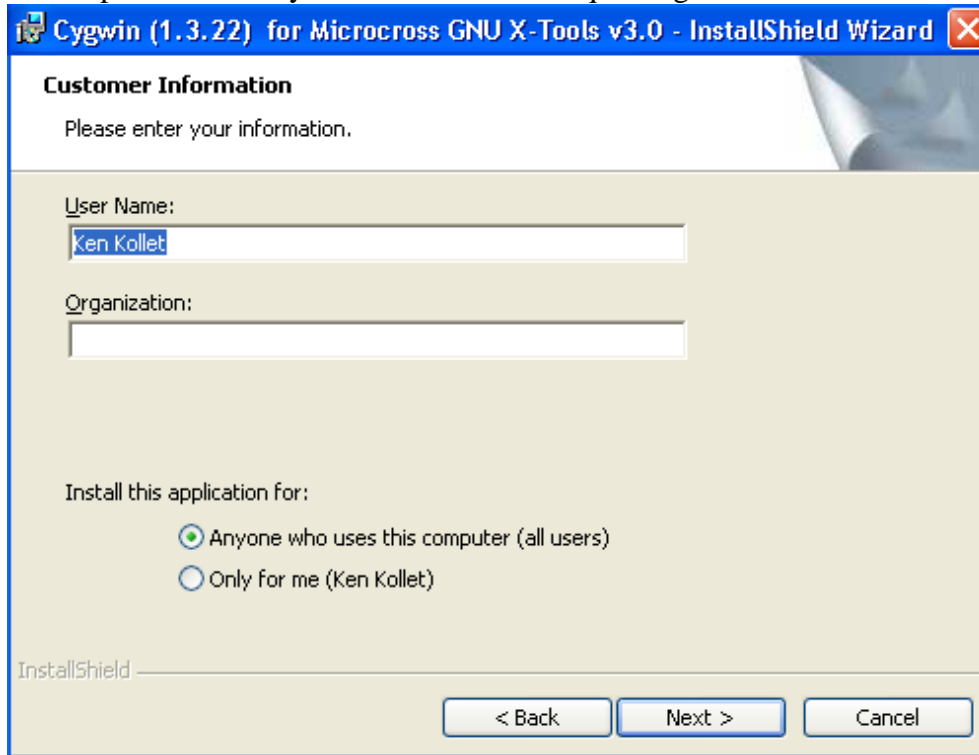 Cygwin (1.3.22) for Microcross GNU X-Tools v3.0 - InstallShield Wizard
Customer Information
Please enter your information.
User Name:
Ken Kollet
Organization:
Install this application for:
Anyone who uses this computer (all users)
Only for me (Ken Kollet)
InstallShield
< Back Next > Cancel